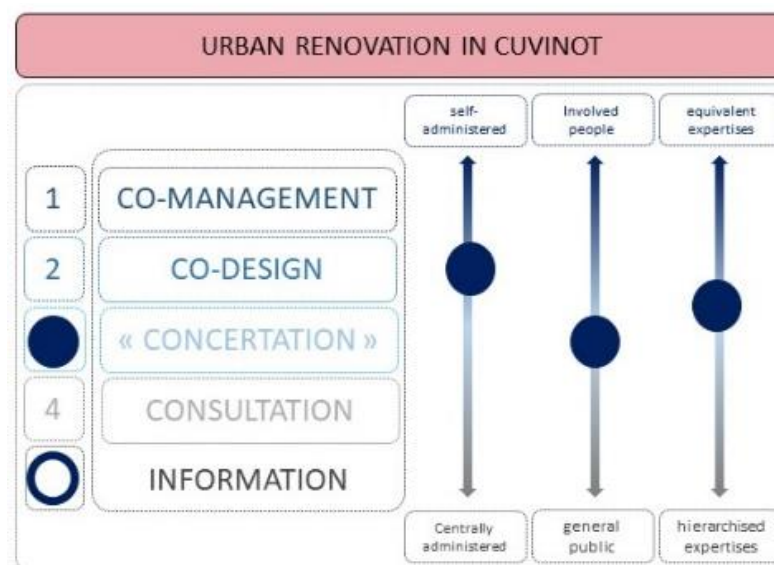 URBAN RENOVATION IN CUVINOT
self-
administered
Involved
people
equivalent
expertises
1
CO-MANAGEMENT
2
CO-DESIGN
« CONCERTATION »
4
CONSULTATION
INFORMATION
Centrally
administered
general
public
hierarchised
expertises